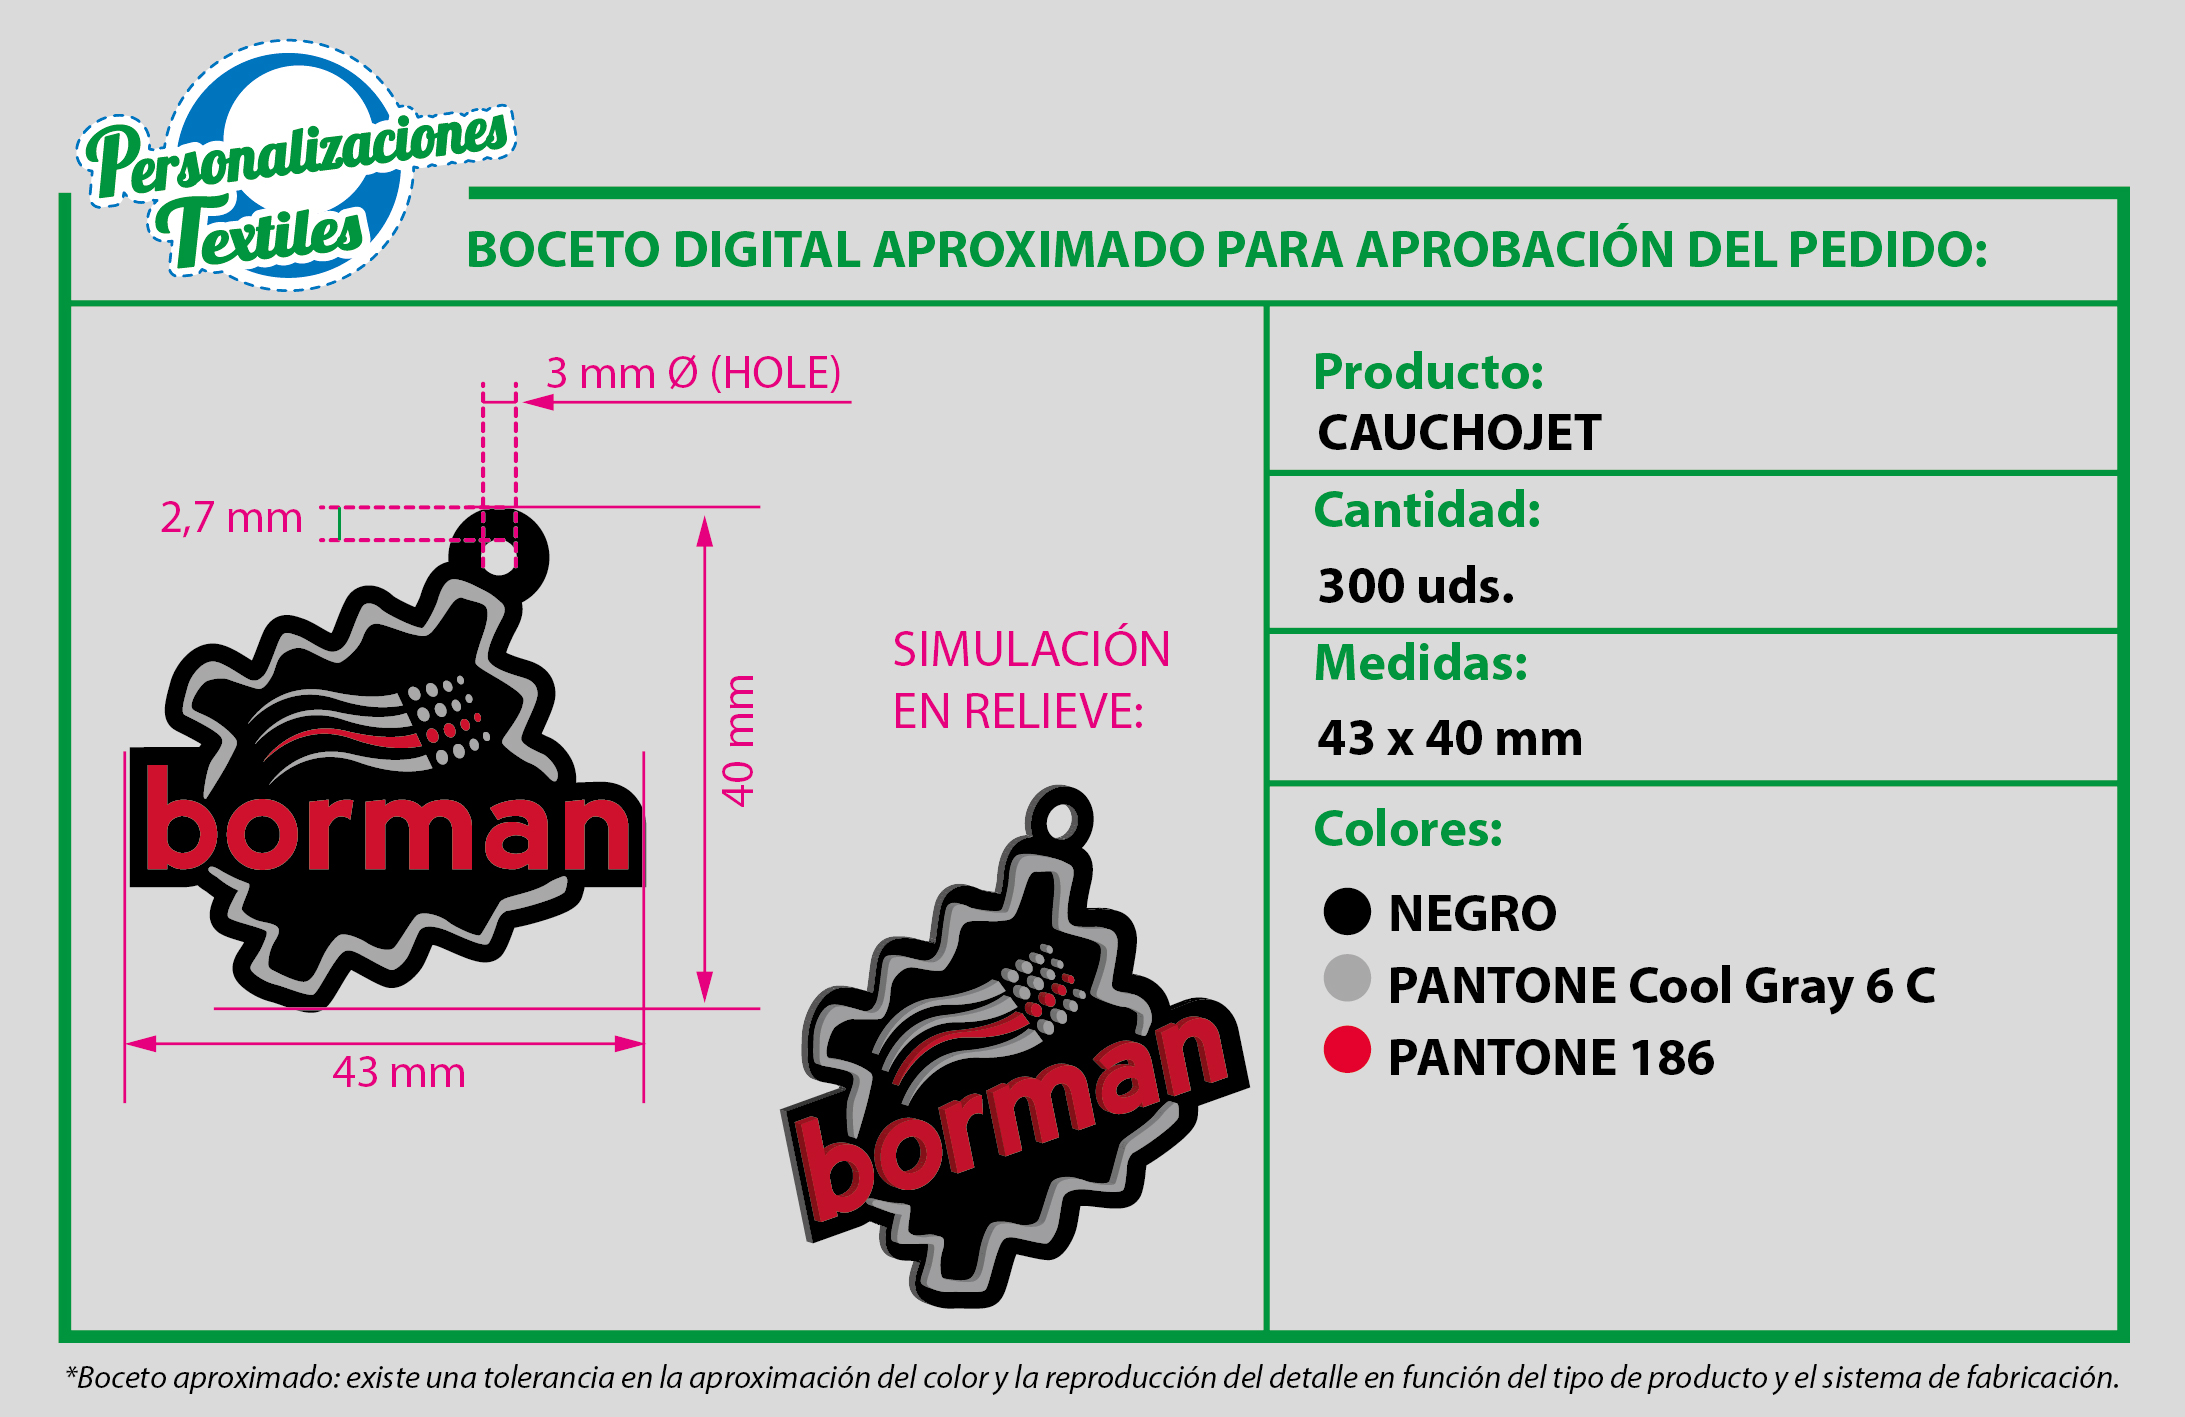 Personalizaciones
Textiles
BOCETO DIGITAL APROXIMADO PARA APROBACIÓN DEL PEDIDO:
3 mm Ø (HOLE)
2,7 mm
40 mm
borman
43 mm
SIMULACIÓN
EN RELIEVE:
borman
Producto:
CAUCHOJET
Cantidad:
300 uds.
Medidas:
43 x 40 mm
Colores:
NEGRO
PANTONE Cool Gray 6 C
PANTONE 186
*Boceto aproximado: existe una tolerancia en la aproximación del color y la reproducción del detalle en función del tipo de producto y el sistema de fabricación.